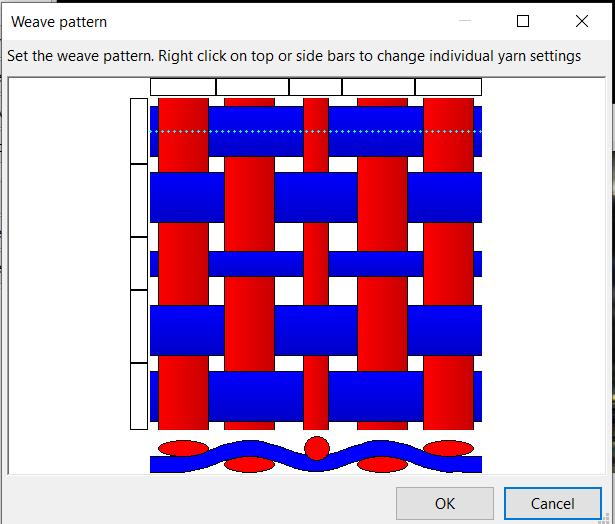 Weave pattern
Set the weave pattern. Right click on top or side bars to change individual yarn settings
OK
Cancel